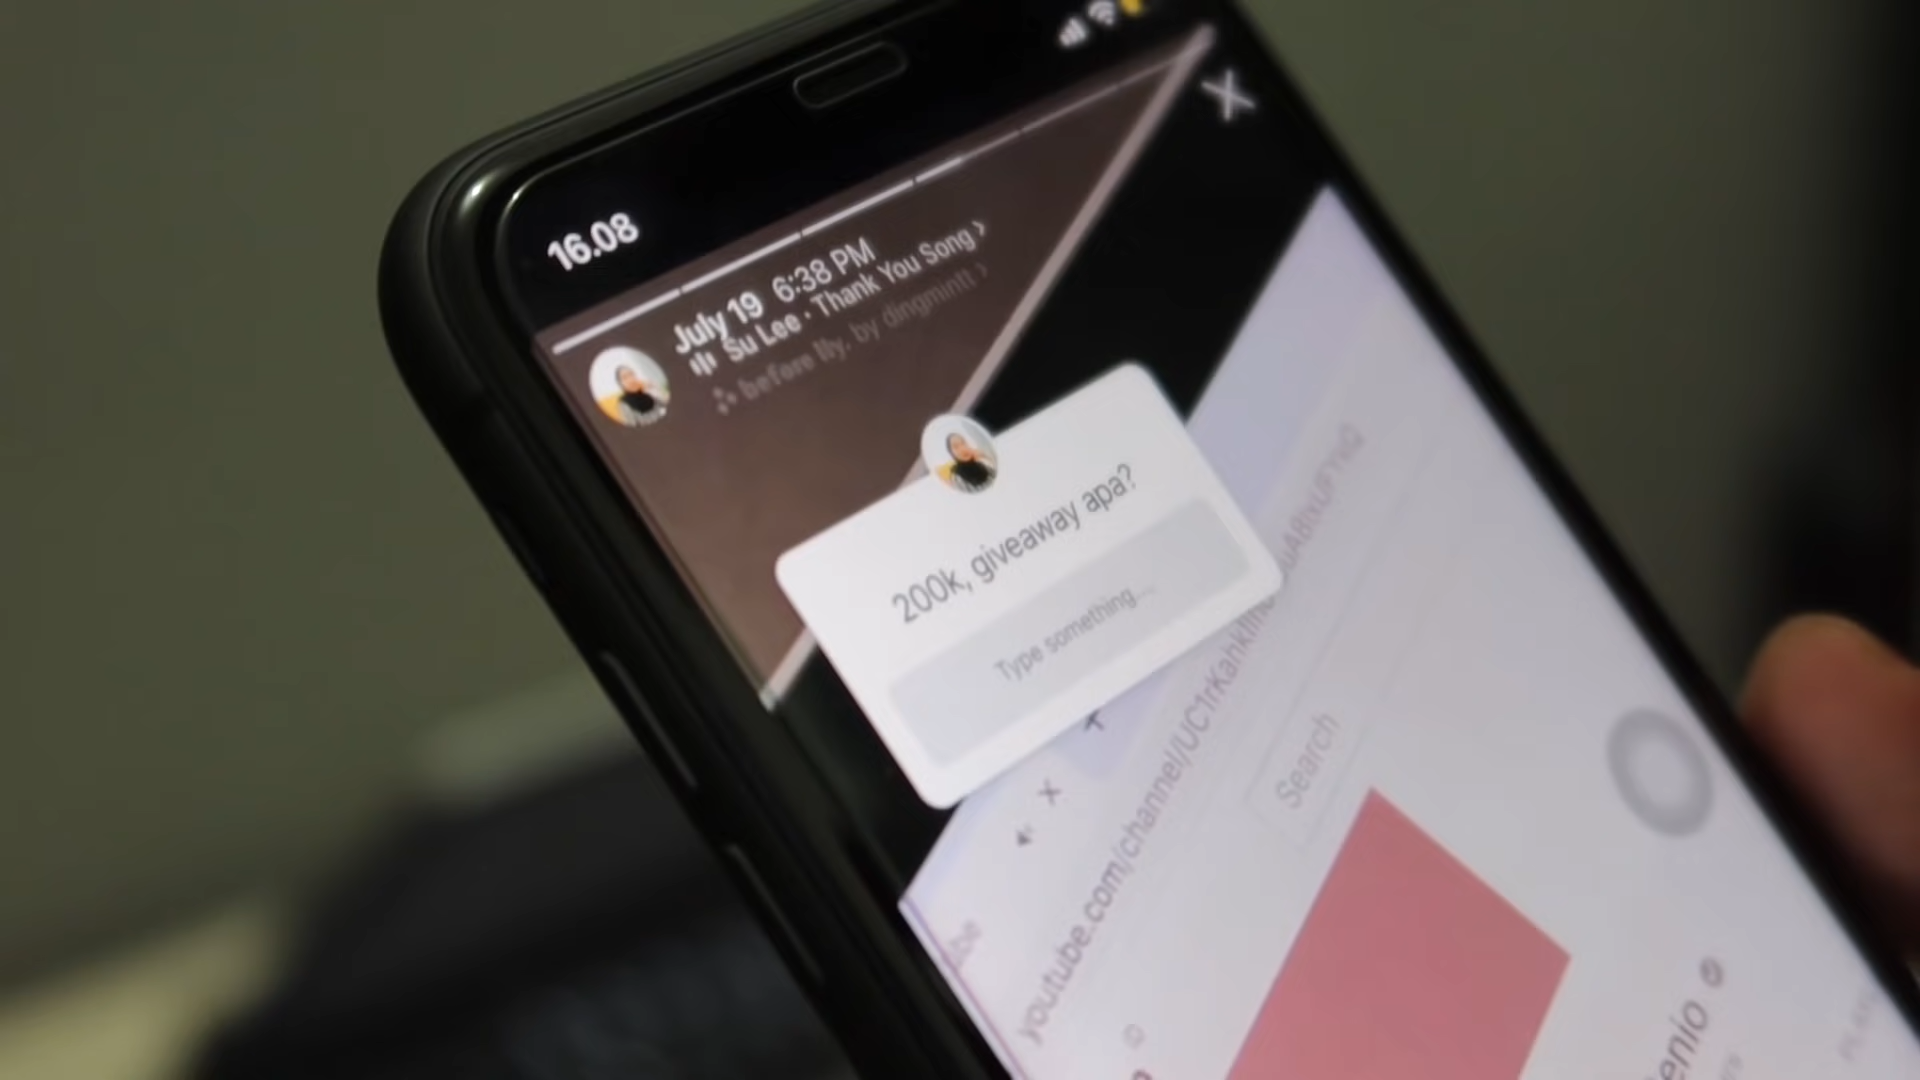 16.08
July 19 6:38 PM
Su Lee · Thank You Song >
before lily. by dingmintt >
200k, giveaway apa?
Type something...
youtube.com/channel/
Search